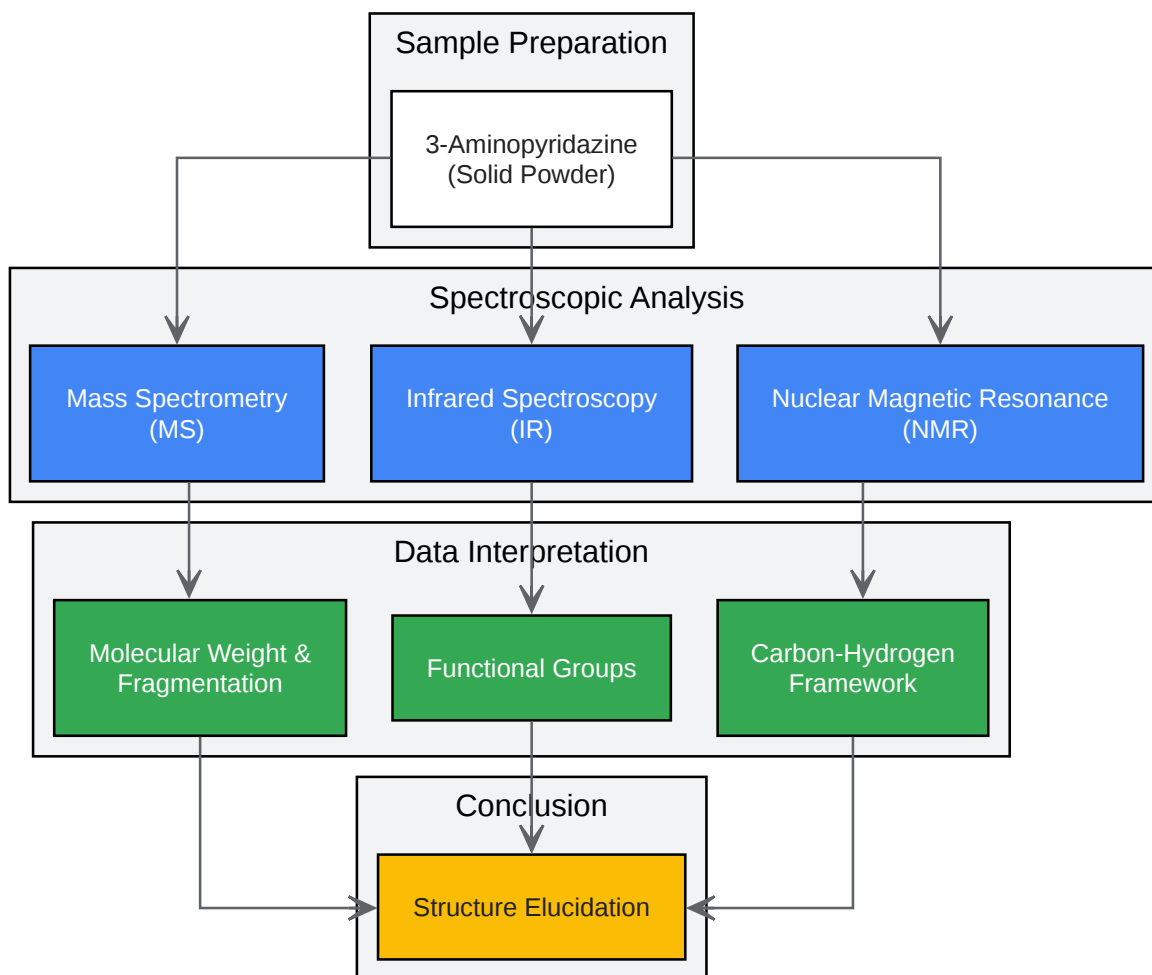 Sample Preparation
3-Aminopyridazine
(Solid Powder)
Spectroscopic Analysis
Mass Spectrometry
(MS)
Infrared Spectroscopy
(IR)
Nuclear Magnetic Resonance
(NMR)
Data Interpretation
Molecular Weight &
Fragmentation
Functional Groups
Carbon-Hydrogen
Framework
Conclusion
Structure Elucidation